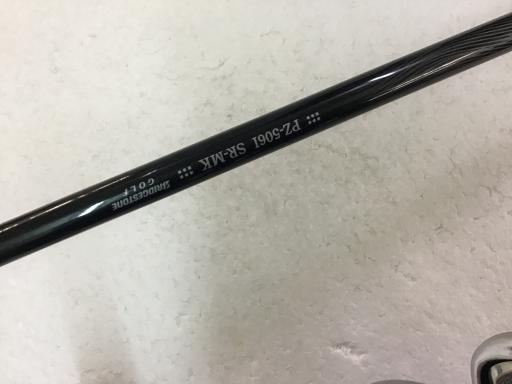 PZ-506I SR-MK
BRIDGESTONE
GOLF